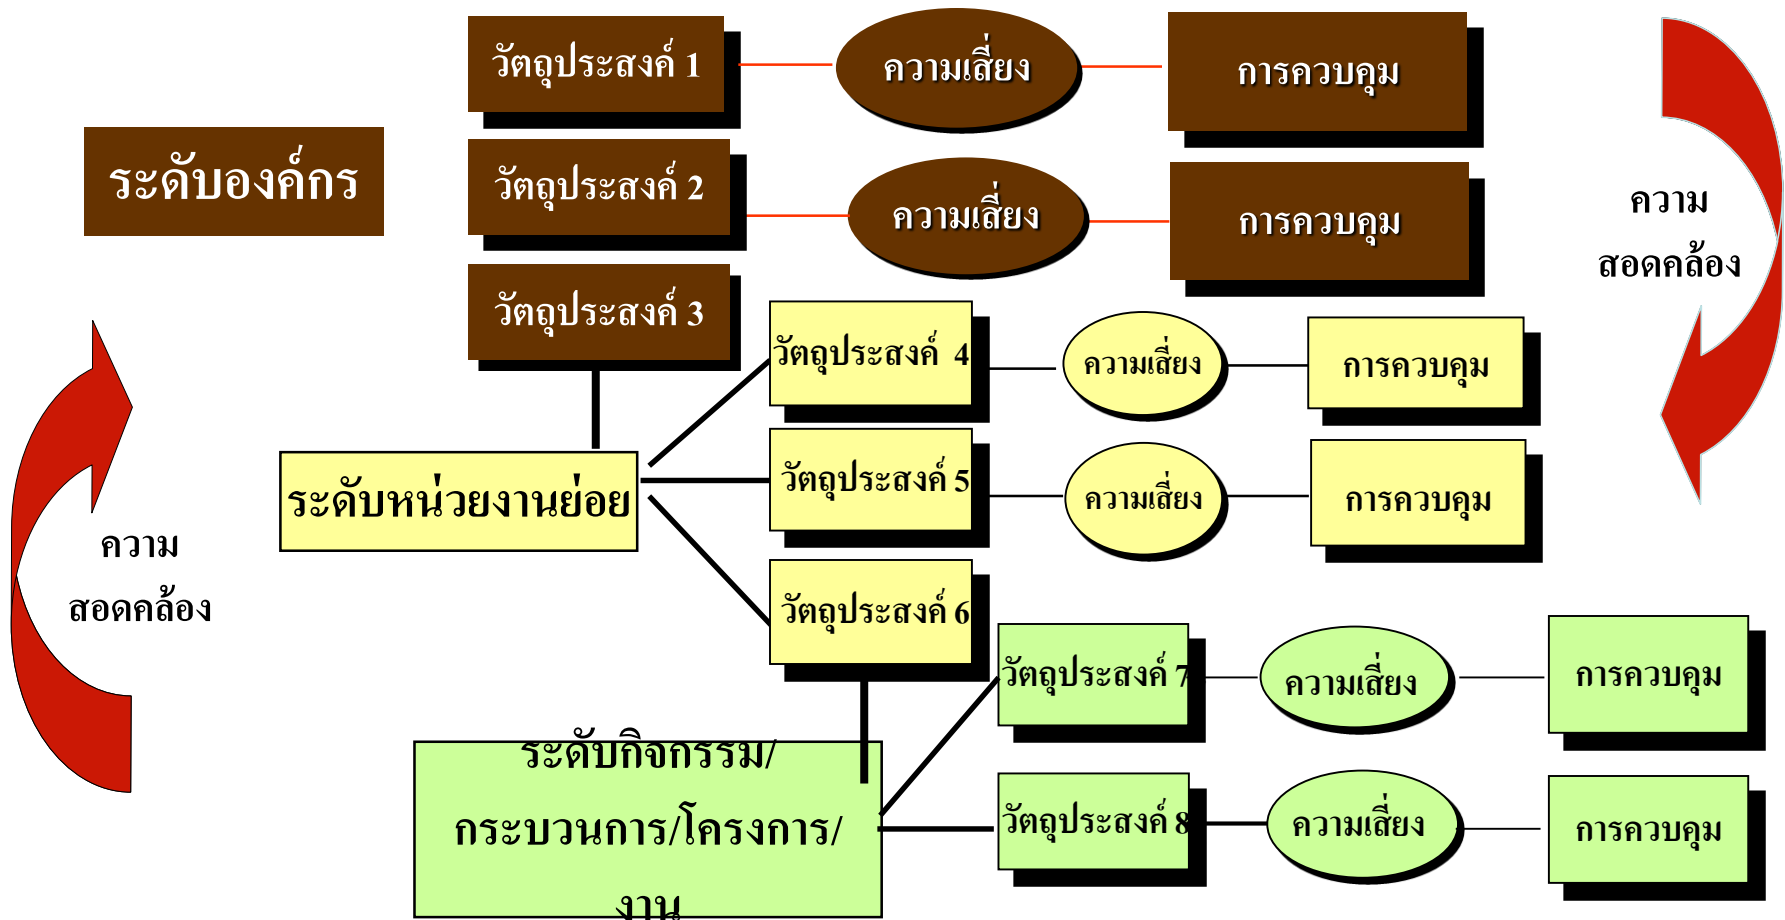 วัตถุประสงค์ 1
ความเสี่ยง
การควบคุม
ระดับองค์กร
วัตถุประสงค์ 2
ความเสี่ยง
การควบคุม
ความ
สอดคล้อง
วัตถุประสงค์ 3
วัตถุประสงค์ 4
ความเสี่ยง
การควบคุม
ระดับหน่วยงานย่อย
วัตถุประสงค์ 5
ความเสี่ยง
การควบคุม
ความ
สอดคล้อง
วัตถุประสงค์ 6
วัตถุประสงค์ 7
ความเสี่ยง
การควบคุม
ระดับกิจกรรม/
กระบวนการ/โครงการ/
งาน
วัตถุประสงค์ 8
ความเสี่ยง
การควบคุม